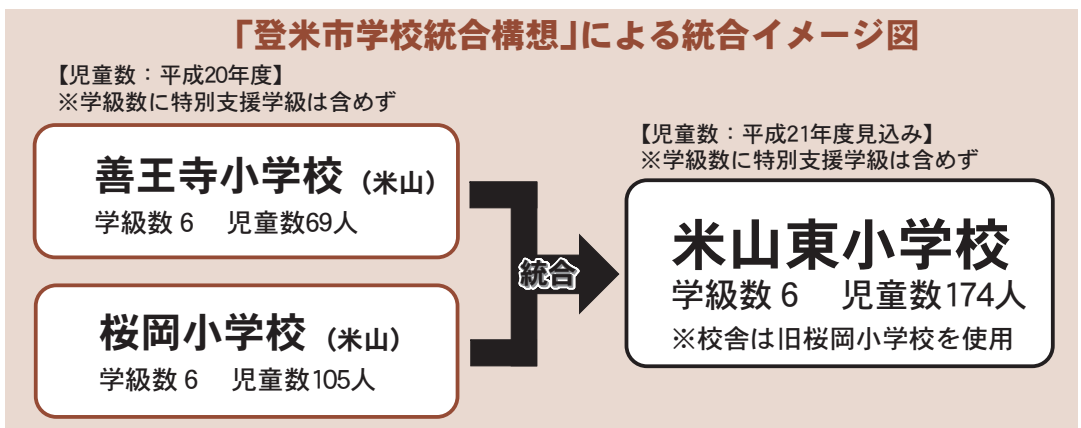 「登米市学校統合構想」による統合イメージ図
【児童数：平成20年度】
※学級数に特別支援学級は含めず
善王寺小学校（米山）
学級数 6　児童数69人
桜岡小学校（米山）
学級数 6　児童数105人
統合
【児童数：平成21年度見込み】
※学級数に特別支援学級は含めず
米山東小学校
学級数 6　児童数174人
※校舎は旧桜岡小学校を使用